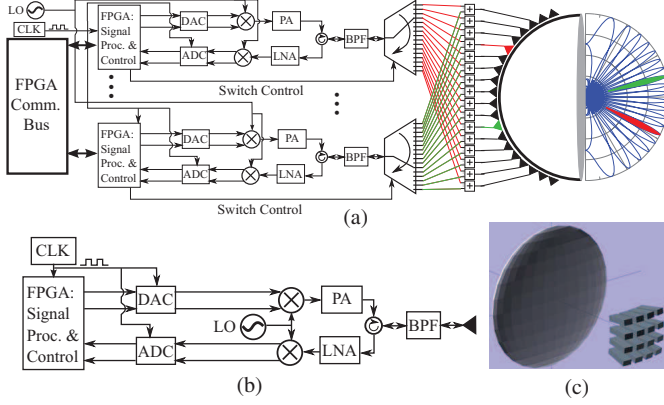 LO
CLK
FPGA:
Signal
Proc. &
Control
DAC
ADC
PA
LNA
BPF
Switch Control
FPGA
Comm.
Bus
FPGA:
Signal
Proc. &
Control
DAC
ADC
PA
LNA
BPF
Switch Control
(a)
CLK
FPGA:
Signal
Proc. &
Control
DAC
ADC
LO
PA
LNA
BPF
(b)
(c)